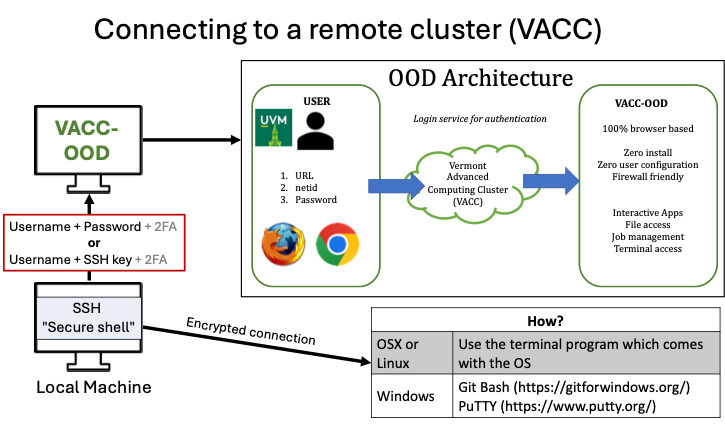 Connecting to a remote cluster (VACC)
OOD Architecture
VACC-
OOD
UVM
USER
1. URL
2. netid
3. Password
Login service for authentication
Vermont
Advanced
Computing Cluster
(VACC)
VACC-OOD
100% browser based
Zero install
Zero user configuration
Firewall friendly
Interactive Apps
File access
Job management
Terminal access
Username + Password + 2FA
or
Username + SSH key + 2FA
SSH
"Secure shell"
Local Machine
Encrypted connection
How?
OSX or
Linux
Use the terminal program which comes
with the OS
Windows
Git Bash (https://gitforwindows.org/)
PuTTY (https://www.putty.org/)